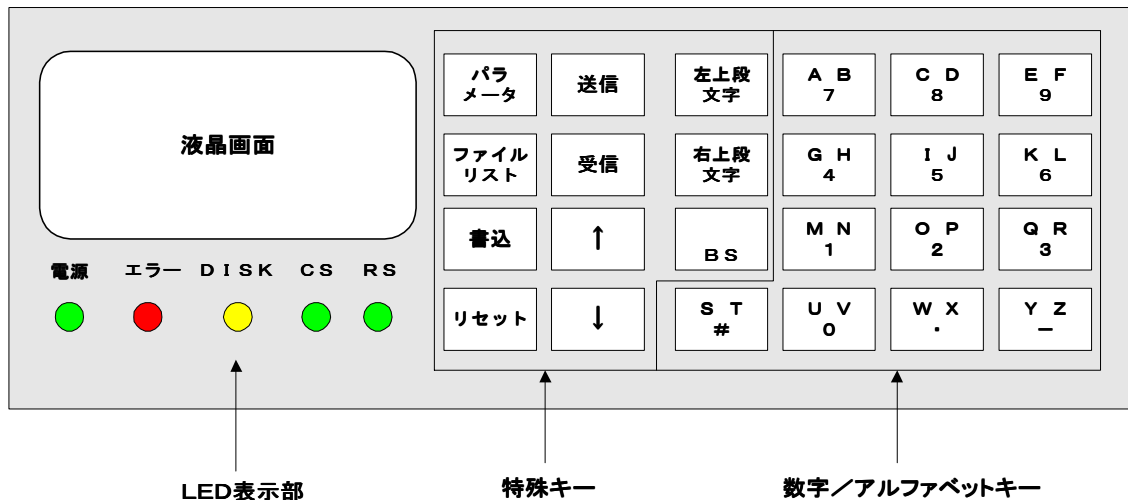 液晶画面
電源 エラー ＤＩＳＫ ＣＳ ＲＳ
パラ
メータ
送信
左上段
文字
Ａ Ｂ
７
Ｃ Ｄ
８
Ｅ Ｆ
９
ファイル
リスト
受信
右上段
文字
Ｇ Ｈ
４
Ｉ Ｊ
５
Ｋ Ｌ
６
書込
↑
ＢＳ
Ｍ Ｎ
１
Ｏ Ｐ
２
Ｑ Ｒ
３
リセット
↓
Ｓ Ｔ
＃
Ｕ Ｖ
０
Ｗ Ｘ
．
Ｙ Ｚ
－
LED表示部
特殊キー
数字／アルファベットキー